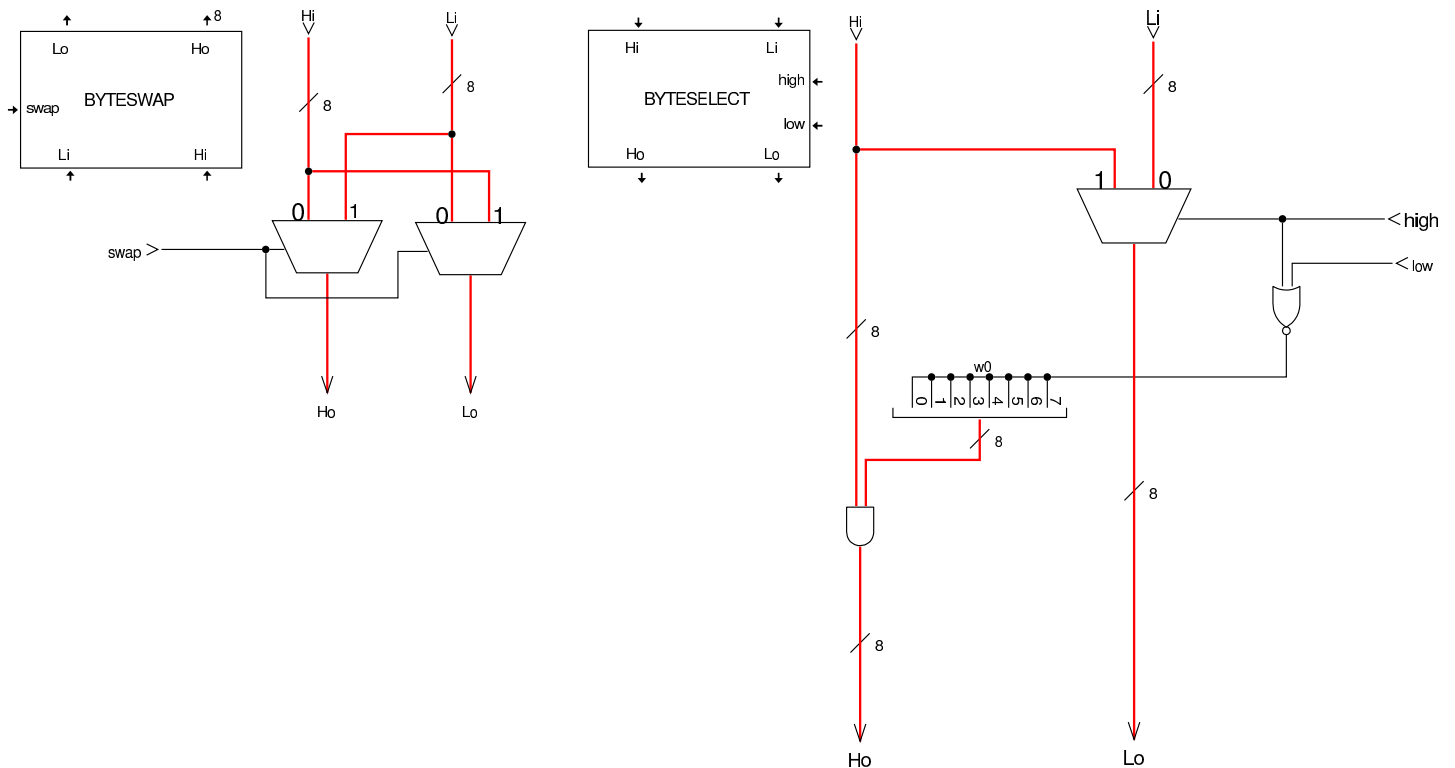 8
Lo Ho
BYTESWAP
swap
Li Hi
Hi Li
8 8
0 1 0 1
swap
Ho Lo
Hi Li
high
BYTESELECT
low
Ho Lo
Hi Li
8
1 0
high
low
8
w0
0 1 2 3 4 5 6 7
8
8
8
Ho Lo